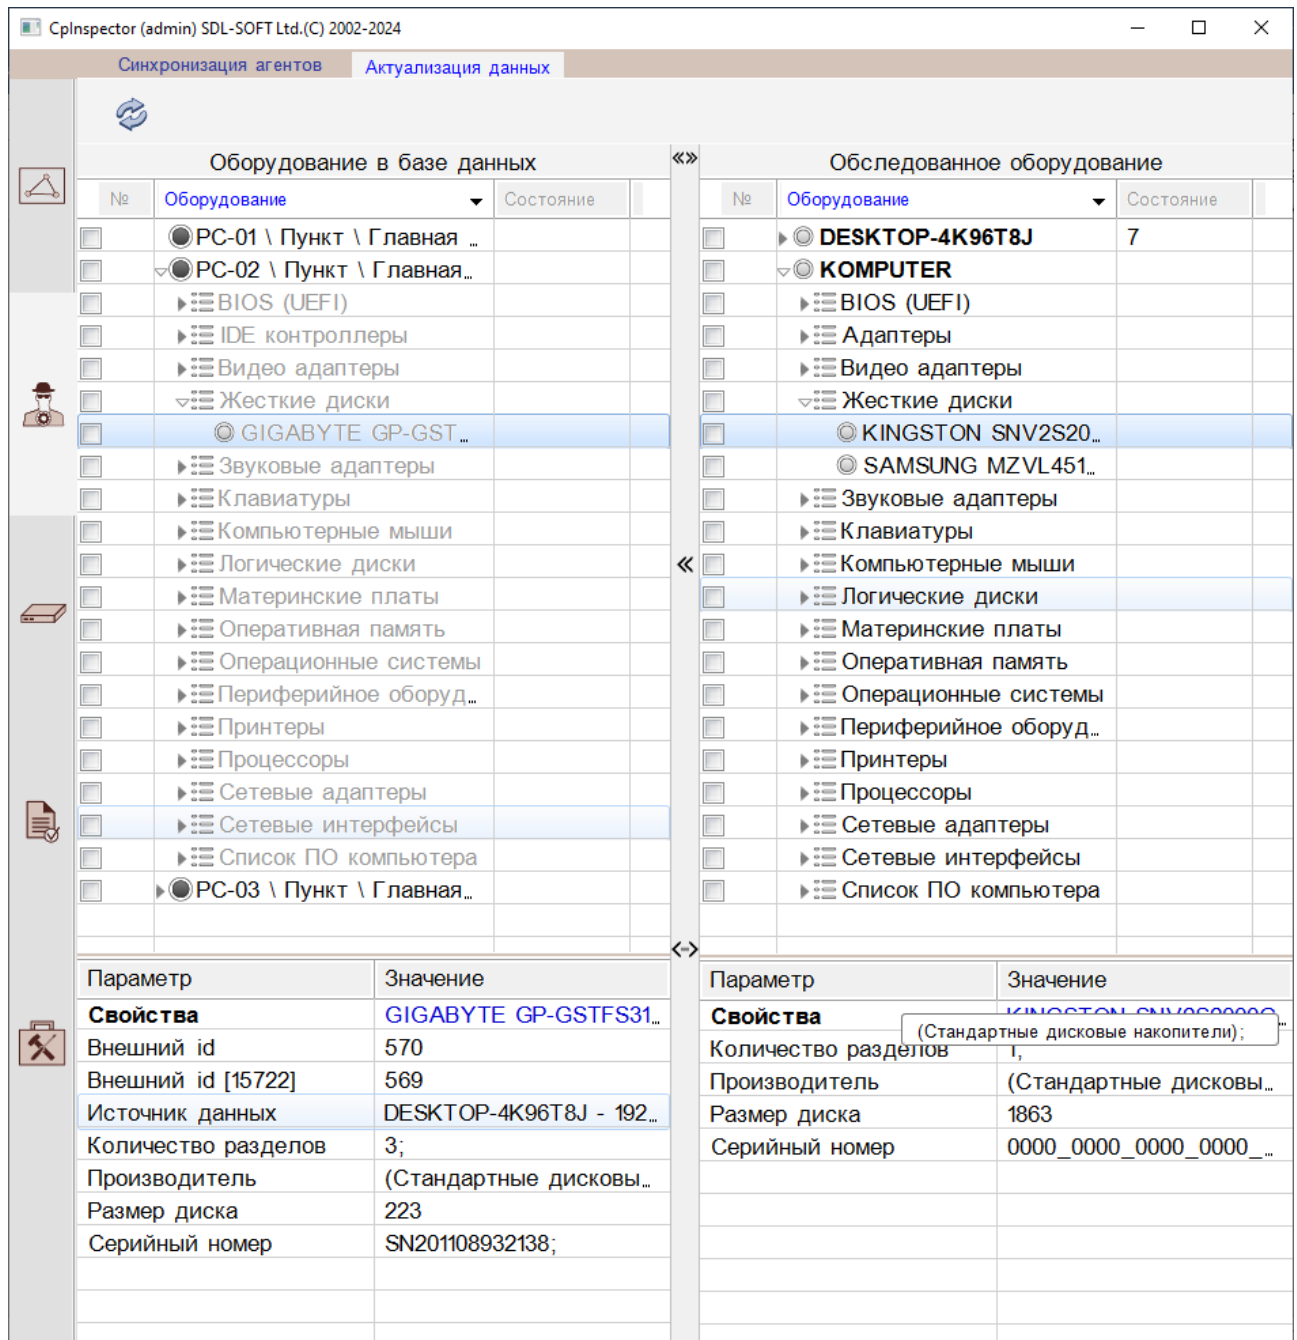 CpInspector (admin) SDL-SOFT Ltd.(C) 2002-2024
Синхронизация агентов
Актуализация данных
Оборудование в базе данных
№ Оборудование Состояние
PC-01 \ Пункт \ Главная ...
PC-02 \ Пункт \ Главная...
BIOS (UEFI)
IDE контроллеры
Видео адаптеры
Жесткие диски
GIGABYTE GP-GST...
Звуковые адаптеры
Клавиатуры
Компьютерные мыши
Логические диски
Материнские платы
Оперативная память
Операционные системы
Периферийное оборуд...
Принтеры
Процессоры
Сетевые адаптеры
Сетевые интерфейсы
Список ПО компьютера
PC-03 \ Пункт \ Главная...
Параметр Значение
Свойства GIGABYTE GP-GSTFS31...
Внешний id 570
Внешний id [15722] 569
Источник данных DESKTOP-4K96T8J - 192...
Количество разделов 3;
Производитель (Стандартные дисковы...
Размер диска 223
Серийный номер SN201108932138;
Обследованное оборудование
№ Оборудование Состояние
DESKTOP-4K96T8J 7
KOMPUTER
BIOS (UEFI)
Адаптеры
Видео адаптеры
Жесткие диски
KINGSTON SNV2S20...
SAMSUNG MZVL451...
Звуковые адаптеры
Клавиатуры
Компьютерные мыши
Логические диски
Материнские платы
Оперативная память
Операционные системы
Периферийное оборуд...
Принтеры
Процессоры
Сетевые адаптеры
Сетевые интерфейсы
Список ПО компьютера
Параметр Значение
Свойства KINGSTON SNV2S2000G...
(Стандартные дисковые накопители);
Количество разделов 1;
Производитель (Стандартные дисковы...
Размер диска 1863
Серийный номер 0000_0000_0000_0000_...